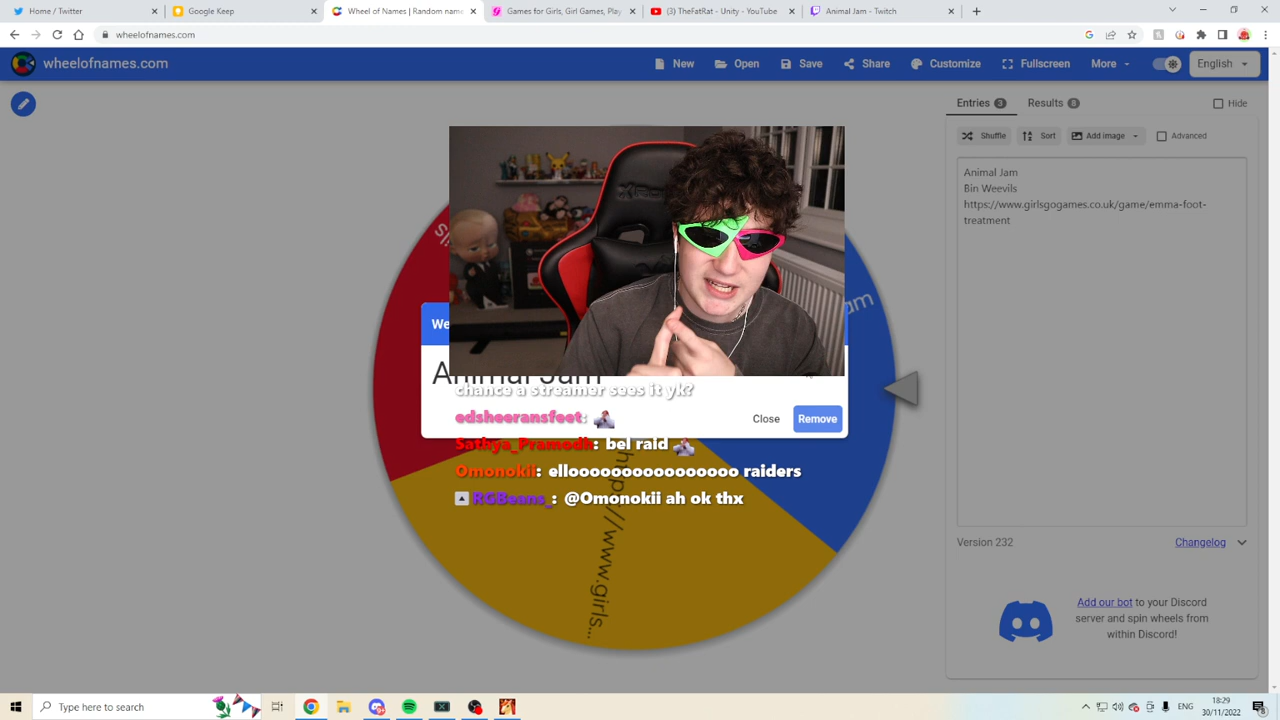 Home / Twitter
Google Keep
Wheel of Names | Random name
Games for Girls, Girl Games, Play
(3) TheFatRat - Unity - YouTube
Animal Jam - Twitch
wheelofnames.com
wheelofnames.com
New
Open
Save
Share
Customize
Fullscreen
More
English
Entries 3
Results 8
Hide
Shuffle
Sort
Add image
Advanced
Animal Jam
Bin Weevils
https://www.girlsgogames.co.uk/game/emma-foot-
treatment
We
Animal Jam
chance a streamer sees it yk?
edsheeransfeet:
Close
Remove
Sathya_Pramodh: bel raid
Omonokii: elloooooooooooooooo raiders
RGBeans_: @Omonokii ah ok thx
Version 232
Changelog
Add our bot to your Discord
server and spin wheels from
within Discord!
Type here to search
ENG
18:29
30/11/2022